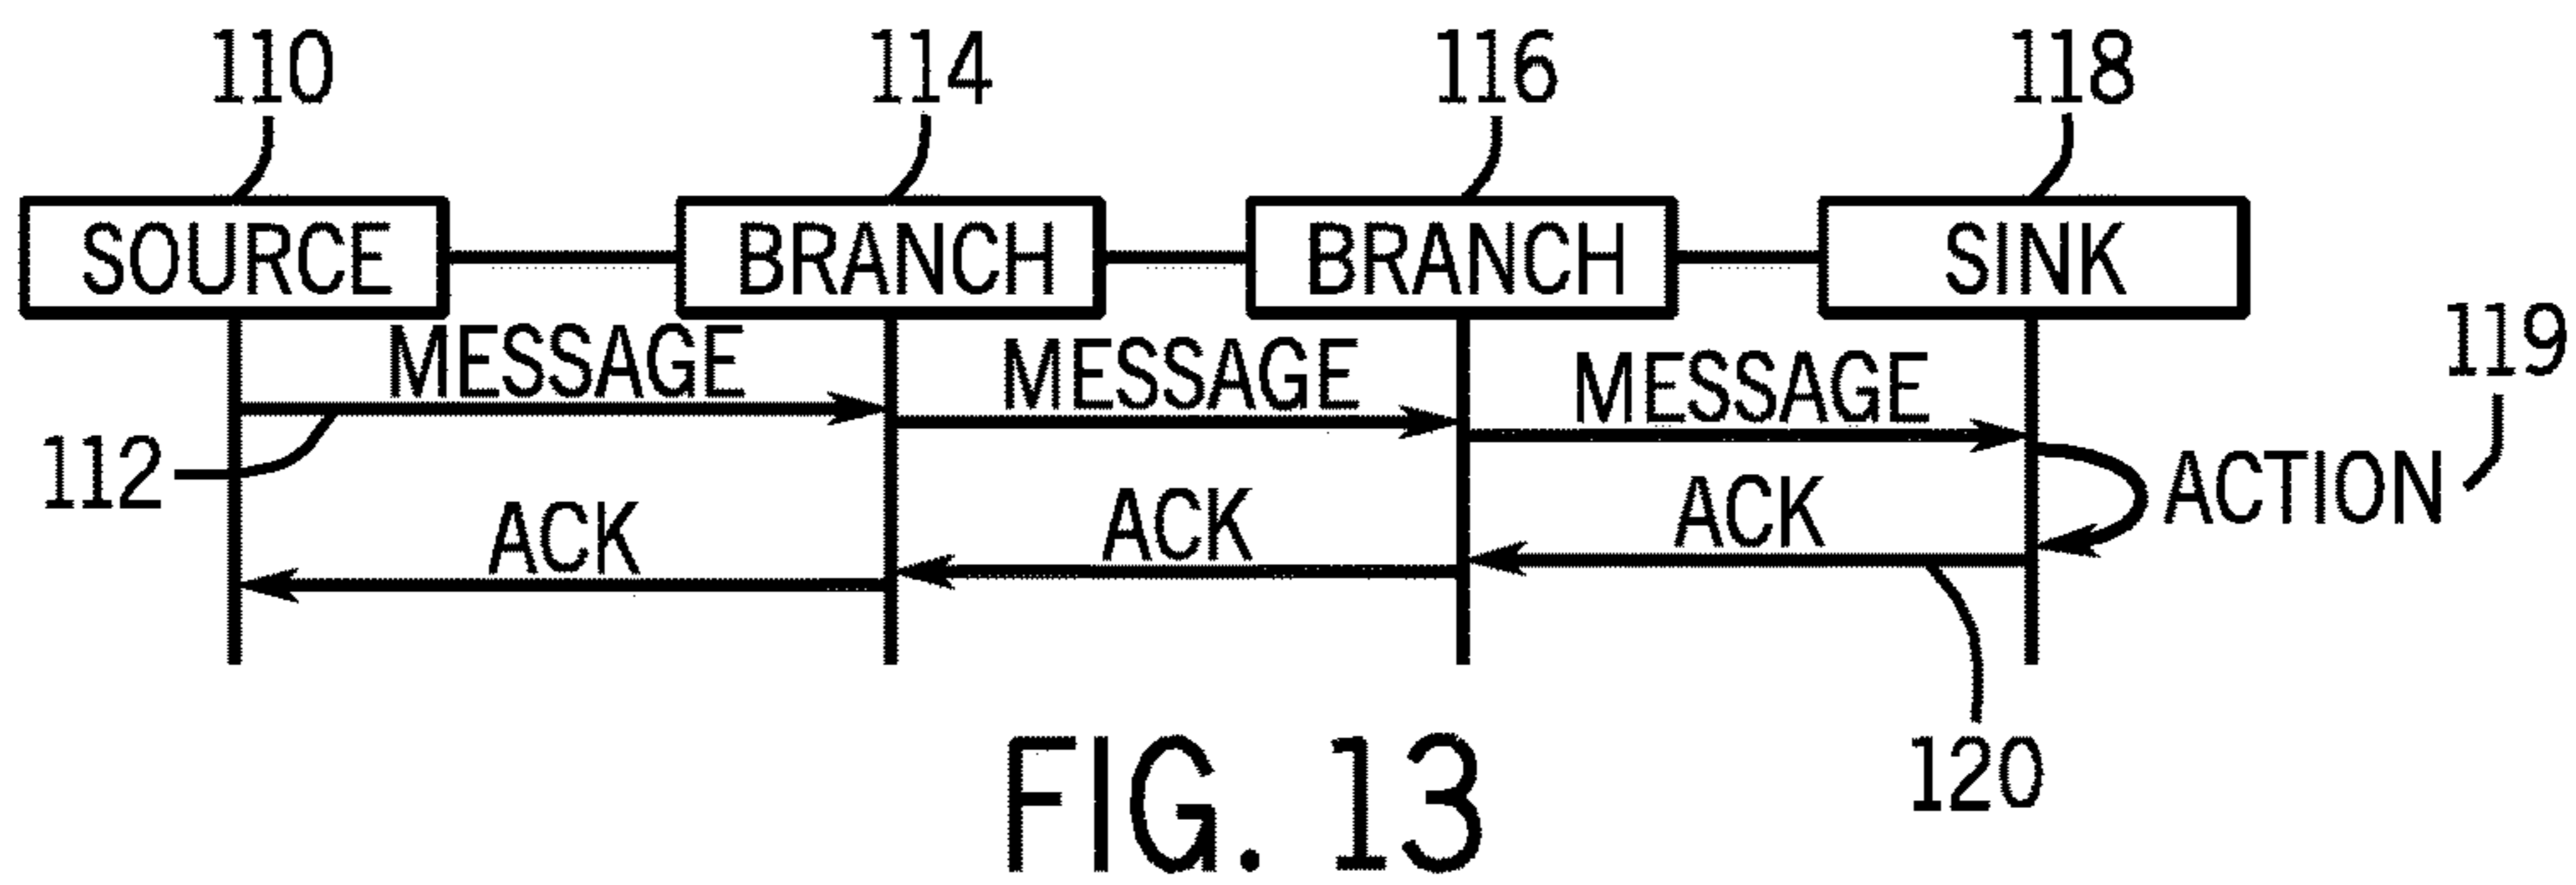 110 114 116 118
SOURCE BRANCH BRANCH SINK
MESSAGE MESSAGE MESSAGE 119
112 ACK ACK ACK ACTION
120
FIG. 13